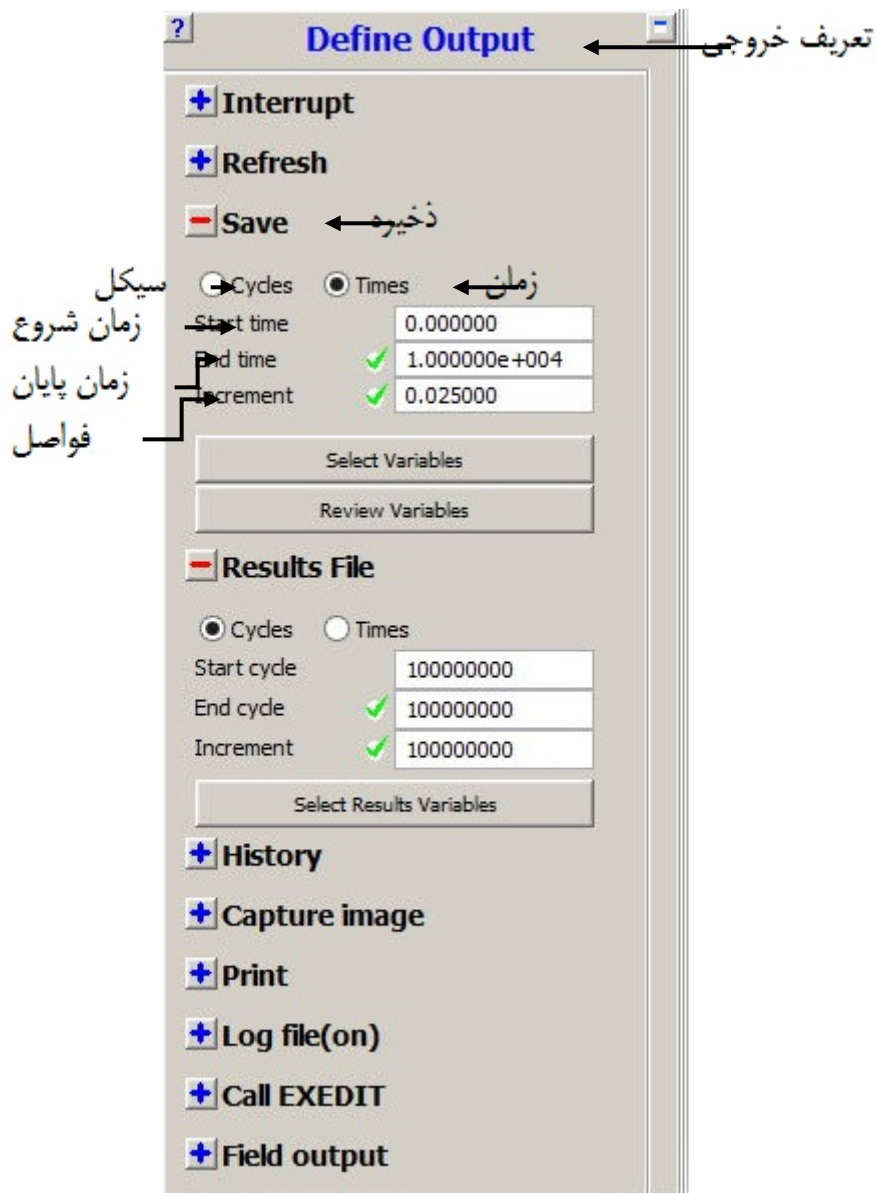 ?
Define Output
تعریف خروجی
Interrupt
Refresh
Save
ذخیره
سیکل
Cycles
Times
زمان
زمان شروع
Start time
0.000000
زمان پایان
End time
1.000000e+004
فواصل
Increment
0.025000
Select Variables
Review Variables
Results File
Cycles
Times
Start cycle
100000000
End cycle
100000000
Increment
100000000
Select Results Variables
History
Capture image
Print
Log file(on)
Call EXEDIT
Field output